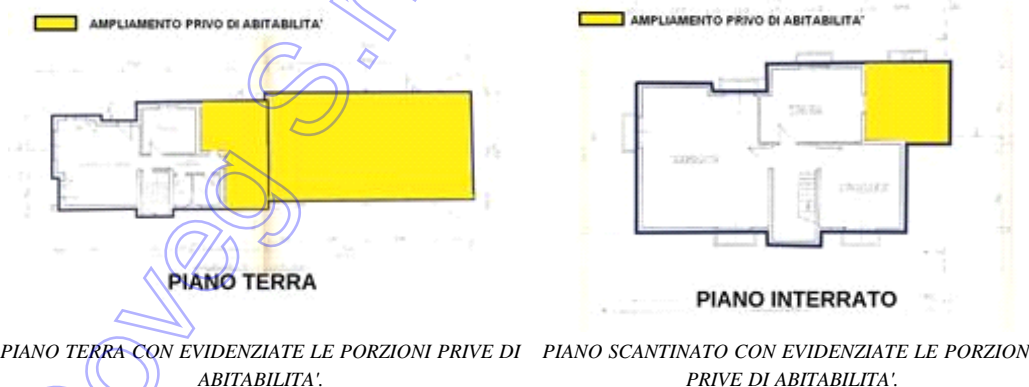 AMPLIAMENTO PRIVO DI ABITABILITA'
PIANO TERRA
PIANO TERRA CON EVIDENZIATE LE PORZIONI PRIVE DI
ABITABILITA'.
AMPLIAMENTO PRIVO DI ABITABILITA'
PIANO INTERRATO
PIANO SCANTINATO CON EVIDENZIATE LE PORZION
PRIVE DI ABITABILITA'.
oveg S.r.